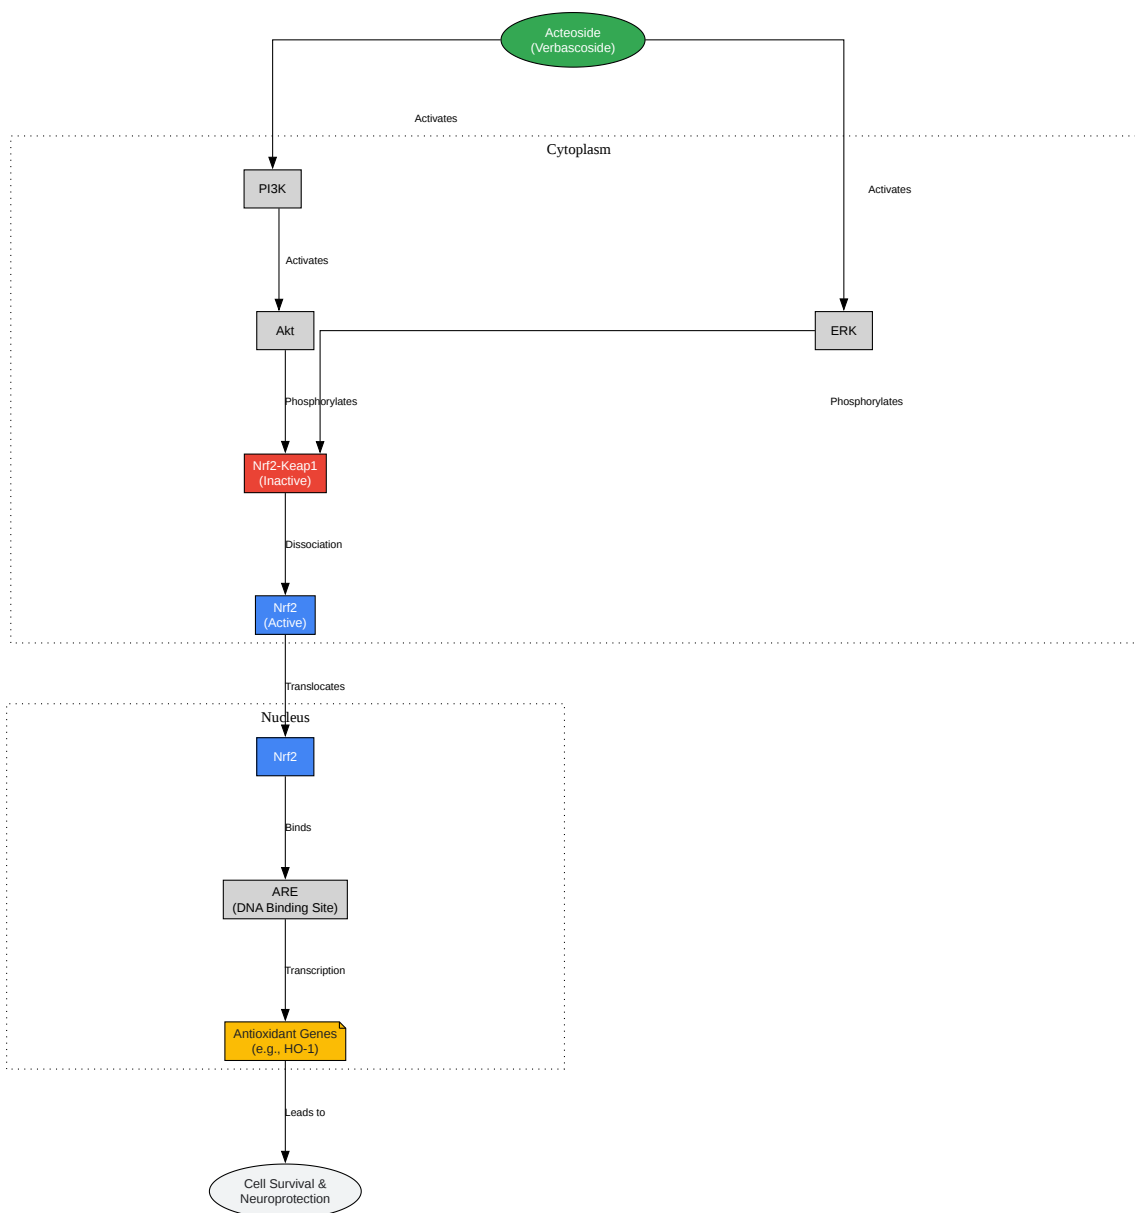 Acteoside
(Verbascoside)
Activates
Cytoplasm
PI3K
Activates
Activates
Akt
ERK
Phosphorylates
Phosphorylates
Nrf2-Keap1
(Inactive)
Dissociation
Nrf2
(Active)
Translocates
Nucleus
Nrf2
Binds
ARE
(DNA Binding Site)
Transcription
Antioxidant Genes
(e.g., HO-1)
Leads to
Cell Survival &
Neuroprotection